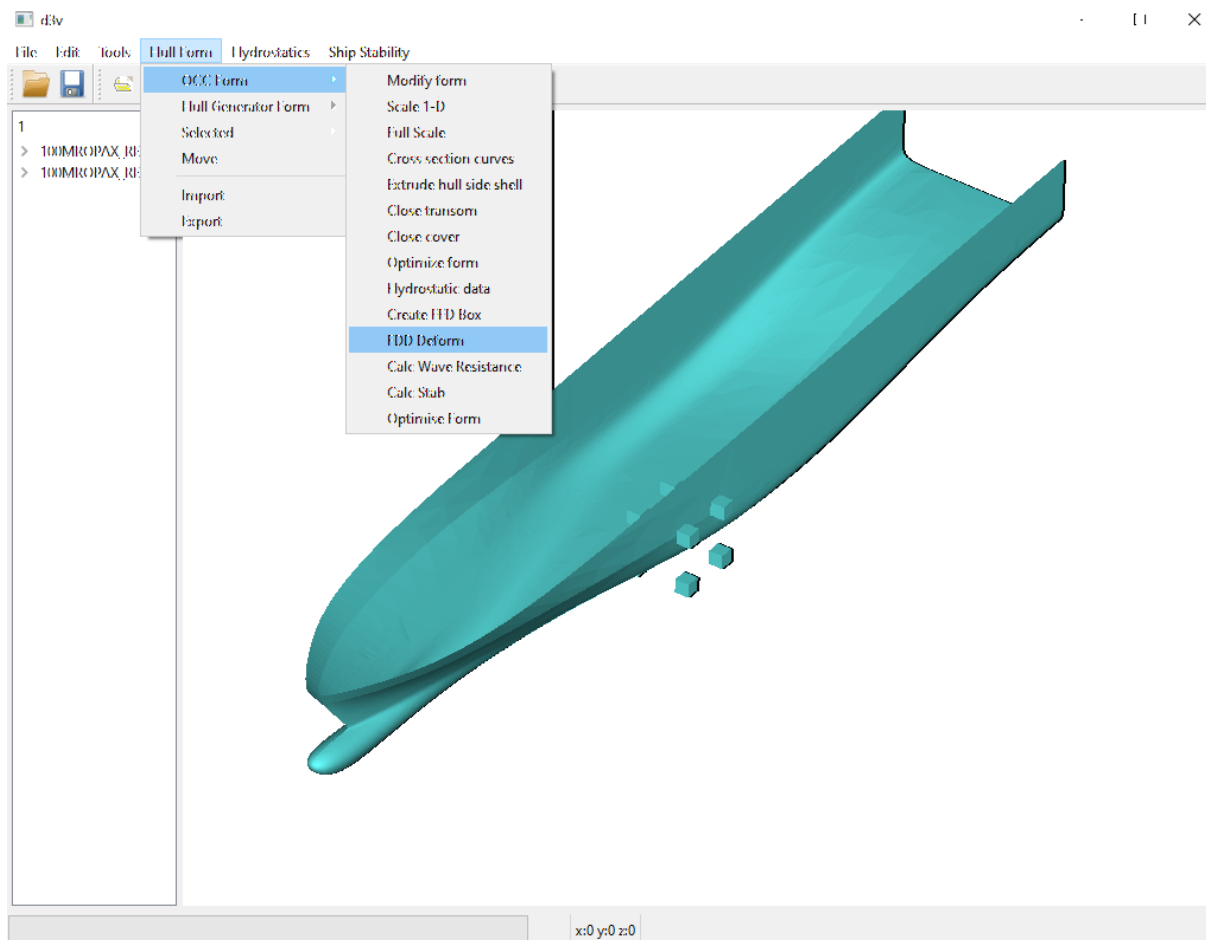 d3v
File Edit Tools Hull Form Hydrostatics Ship Stability
OCC Form
Hull Generator Form
Selected
Move
Import
Export
Modify form
Scale 1-D
Full Scale
Cross section curves
Extrude hull side shell
Close transom
Close cover
Optimize form
Hydrostatic data
Create FFD Box
FDD Deform
Calc Wave Resistance
Calc Stab
Optimise Form
1
100MROPAX_RE
100MROPAX_RE
x:0 y:0 z:0